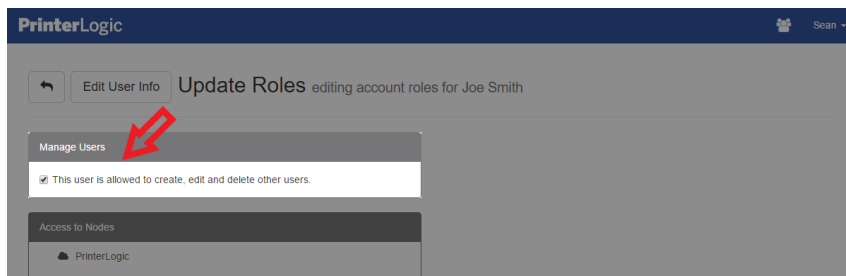 PrinterLogic
Sean
Edit User Info Update Roles editing account roles for Joe Smith
Manage Users
This user is allowed to create, edit and delete other users.
Access to Nodes
PrinterLogic